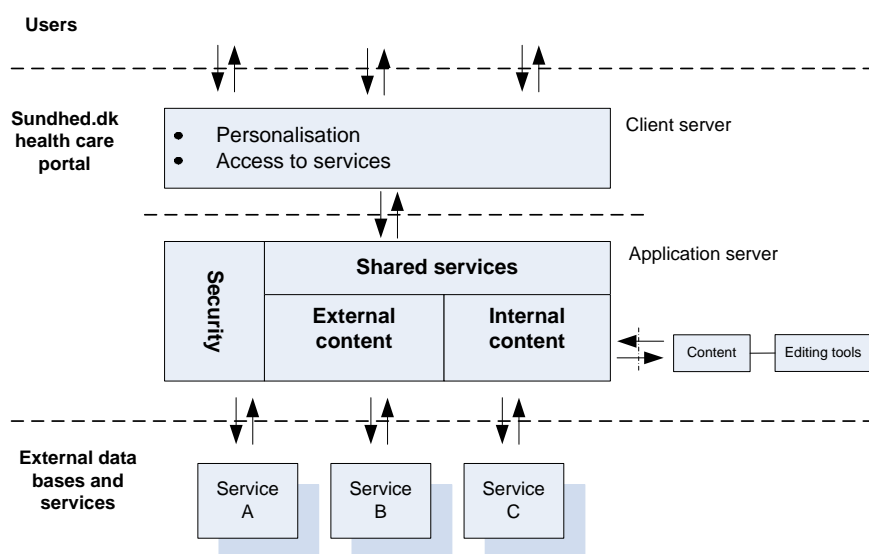 Users
Sundhed.dk
health care
portal
• Personalisation
• Access to services
Client server
Security
Shared services
External
content
Internal
content
Application server
Content
Editing tools
External data
bases and
services
Service
A
Service
B
Service
C